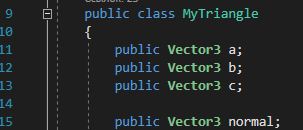 9 public class MyTriangle
10 {
11 public Vector3 a;
12 public Vector3 b;
13 public Vector3 c;
14
15 public Vector3 normal;